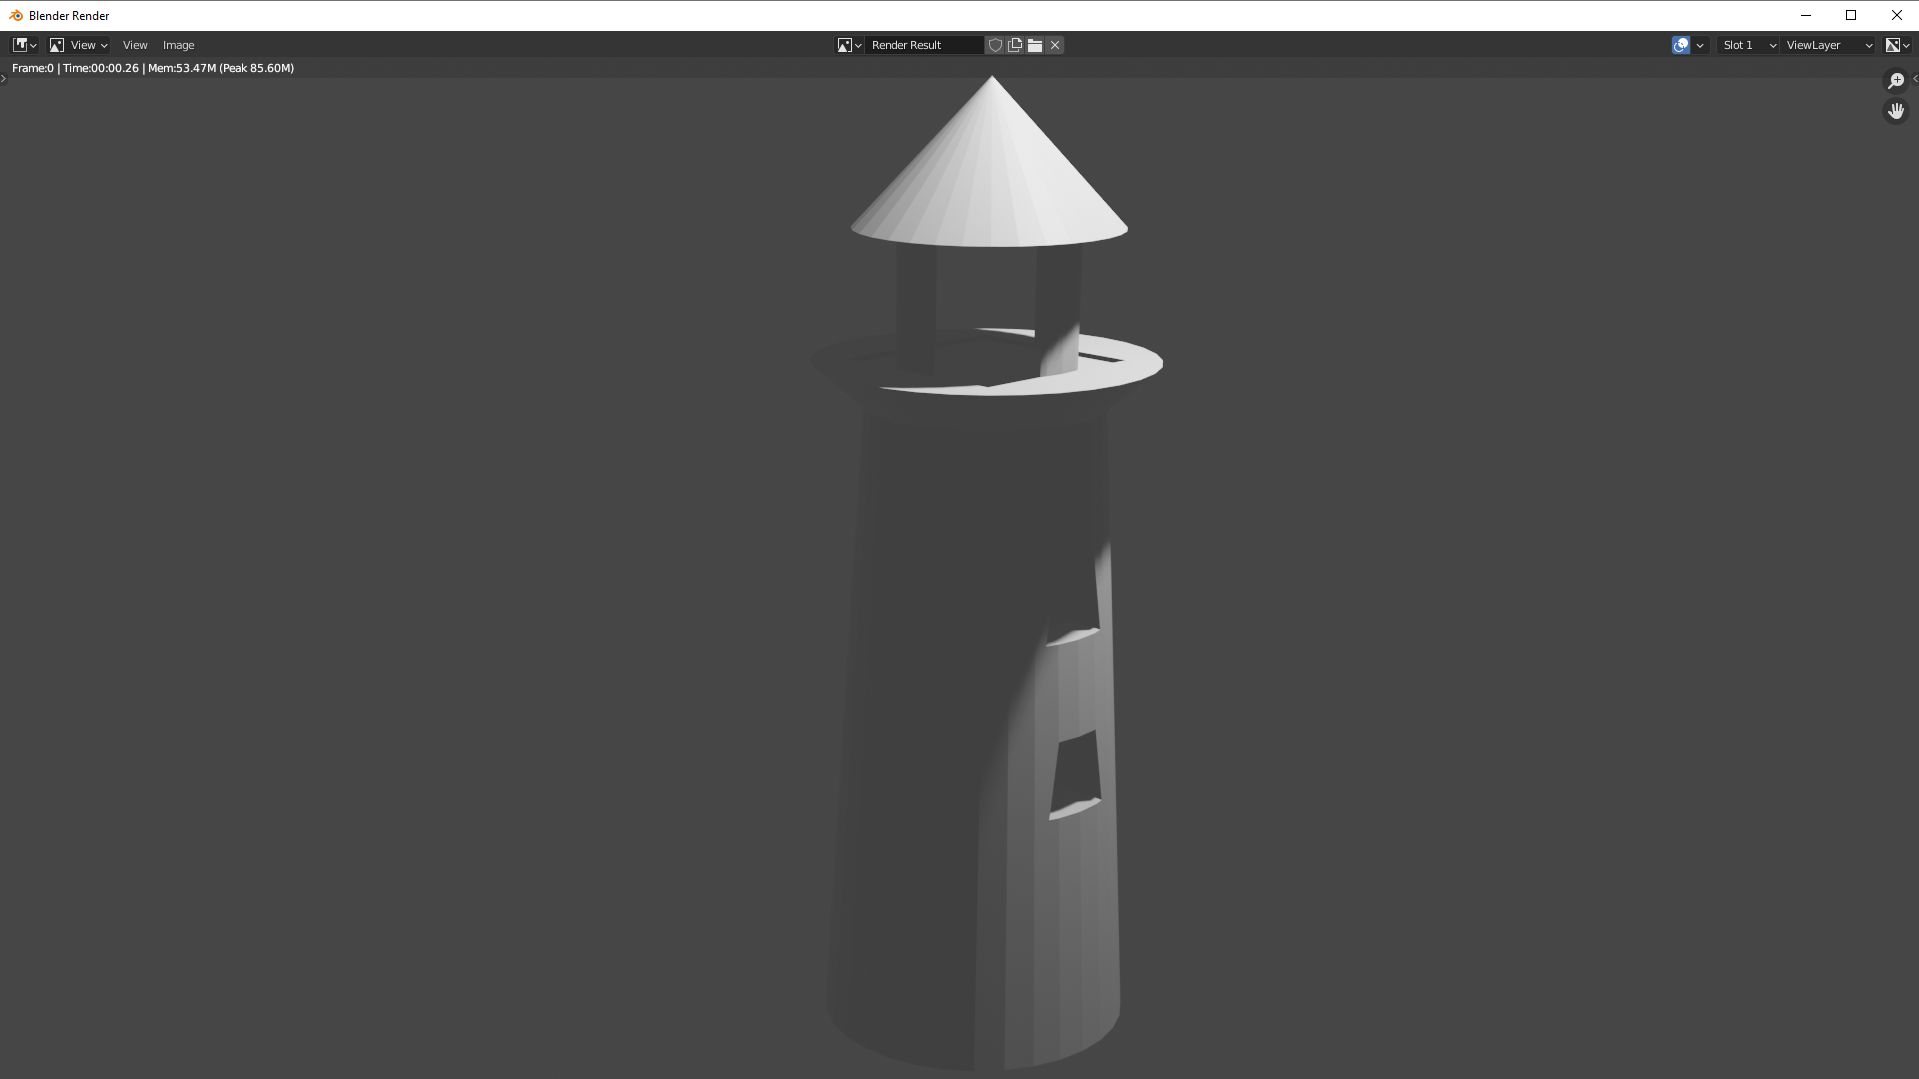 Blender Render
View View Image Render Result Slot 1 ViewLayer
Frame:0 | Time:00:00.26 | Mem:53.47M (Peak 85.60M)